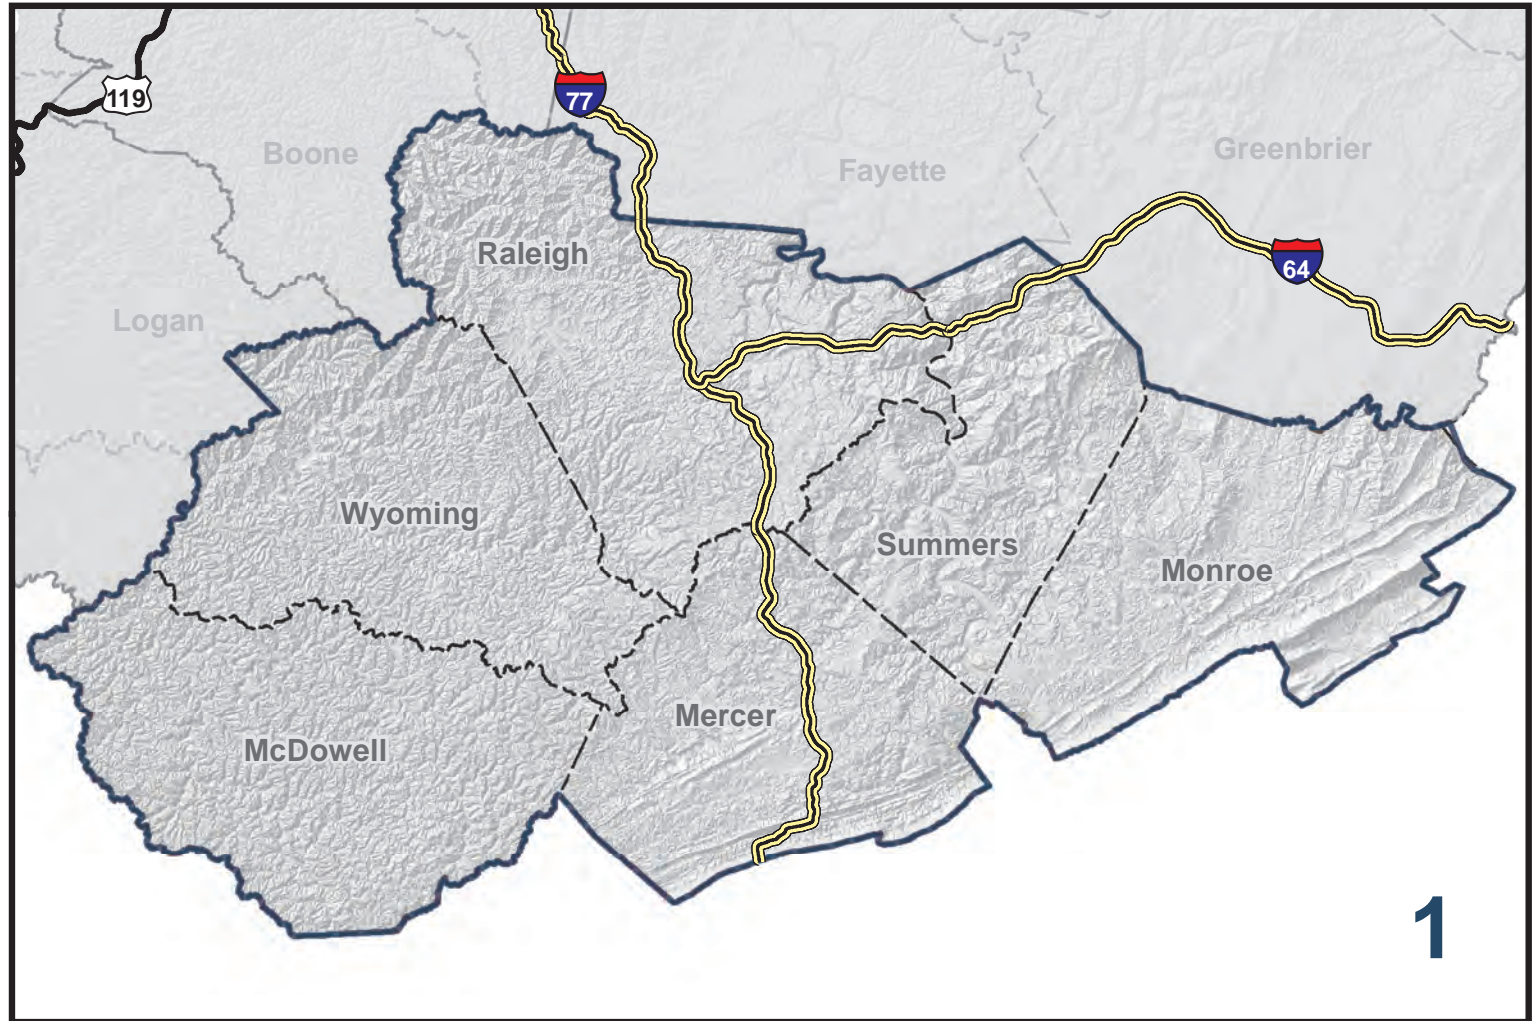 77
119
Boone
Greenbrier
Fayette
Raleigh
64
Logan
Wyoming
Summers
Monroe
Mercer
McDowell
1